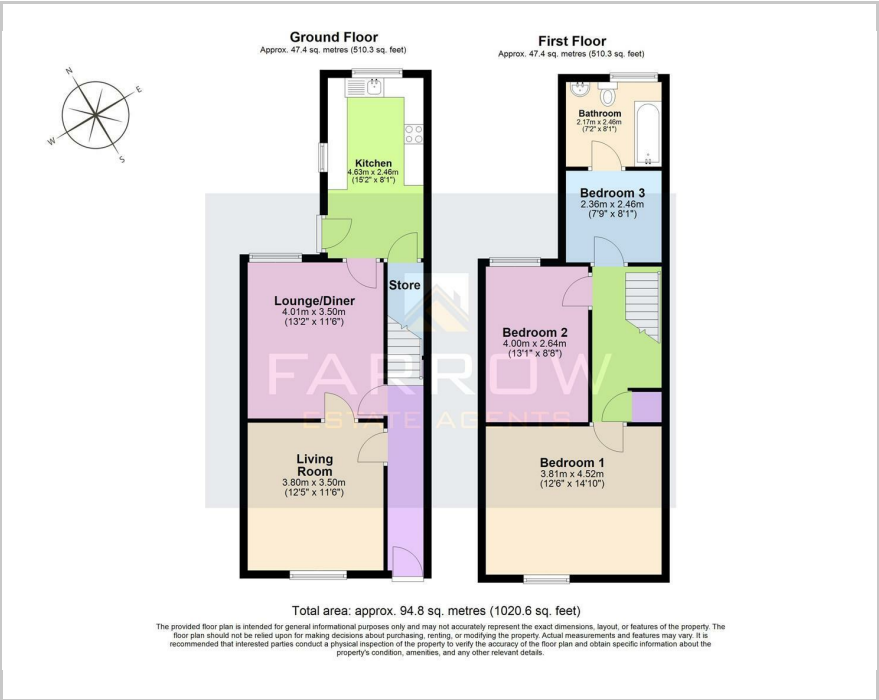 Ground Floor
Approx. 47.4 sq. metres (510.3 sq. feet)
First Floor
Approx. 47.4 sq. metres (510.3 sq. feet)
N
E
W
S
Kitchen
4.63m x 2.46m
(15'2" x 8'1")
Store
Lounge/Diner
4.01m x 3.50m
(13'2" x 11'6")
Living
Room
3.80m x 3.50m
(12'5" x 11'6")
Bathroom
2.17m x 2.46m
(7'2" x 8'1")
Bedroom 3
2.36m x 2.46m
(7'9" x 8'1")
Bedroom 2
4.00m x 2.64m
(13'1" x 8'8")
Bedroom 1
3.81m x 4.52m
(12'6" x 14'10")
FARROW
ESTATE AGENTS
Total area: approx. 94.8 sq. metres (1020.6 sq. feet)
The provided floor plan is intended for general informational purposes only and may not accurately represent the exact dimensions, layout, or features of the property. The
floor plan should not be relied upon for making decisions about purchasing, renting, or modifying the property. Actual measurements and features may vary. It is
recommended that interested parties conduct a physical inspection of the property to verify the accuracy of the floor plan and obtain specific information about the
property's condition, amenities, and any other relevant details.